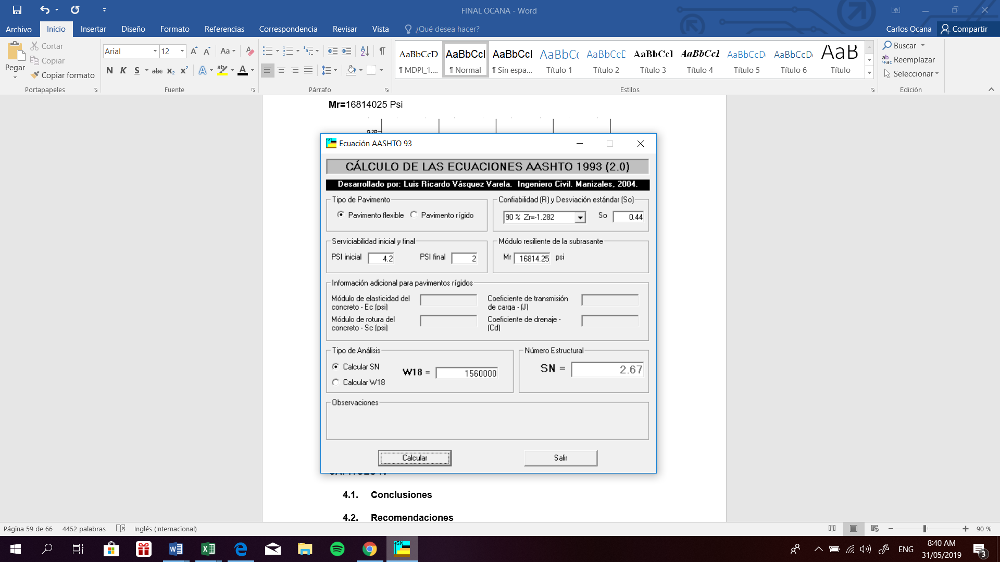 FINAL OCANA - Word
Archivo Inicio Insertar Diseño Formato Referencias Correspondencia Revisar Vista ¿Qué desea hacer? Carlos Ocana Compartir
Pegar
Cortar
Copiar
Copiar formato
Portapapeles
Arial 12
Aa
N K S abc x₂ x²
Fuente
Párrafo
AaBbCcD AaBbCcI AaBbCcI AaBbCc AaBbCcD AaBbCcI AaBbCcI AaBbCcD AaBbCcD AaB
¶ MDPI_1.... ¶ Normal ¶ Sin espa... Título 1 Título 2 Título 3 Título 4 Título 5 Título 6 Título
Estilos
Buscar
Reemplazar
Seleccionar
Edición
Mr=16814025 Psi
0.20
Ecuación AASHTO 93
CÁLCULO DE LAS ECUACIONES AASHTO 1993 (2.0)
Desarrollado por: Luis Ricardo Vásquez Varela. Ingeniero Civil. Manizales, 2004.
Tipo de Pavimento
Pavimento flexible Pavimento rígido
Confiabilidad (R) y Desviación estándar (So)
90 % Zr=-1.282 So 0.44
Serviciabilidad inicial y final
PSI inicial 4.2 PSI final 2
Módulo resiliente de la subrasante
Mr 16814.25 psi
Información adicional para pavimentos rígidos
Módulo de elasticidad del
concreto - Ec (psi)
Coeficiente de transmisión
de carga - (J)
Módulo de rotura del
concreto - Sc (psi)
Coeficiente de drenaje -
(Cd)
Tipo de Análisis
Calcular SN
Calcular W18
W18 = 1560000
Número Estructural
SN = 2.67
Observaciones
Calcular Salir
4.1. Conclusiones
4.2. Recomendaciones
Página 59 de 66 4452 palabras Inglés (Internacional) 90 %
SN
ENG
8:40 AM
31/05/2019
3